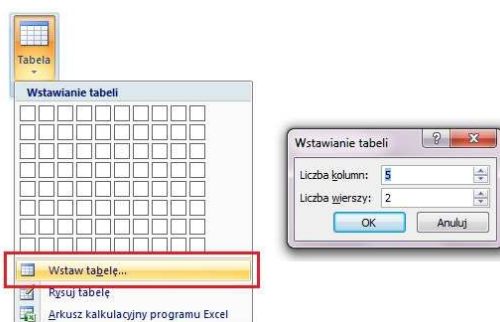 Tabela
Wstawianie tabeli
Wstaw tabelę...
Rysuj tabelę
Arkusz kalkulacyjny programu Excel
Wstawianie tabeli
Liczba kolumn: 5
Liczba wierszy: 2
OK Anuluj